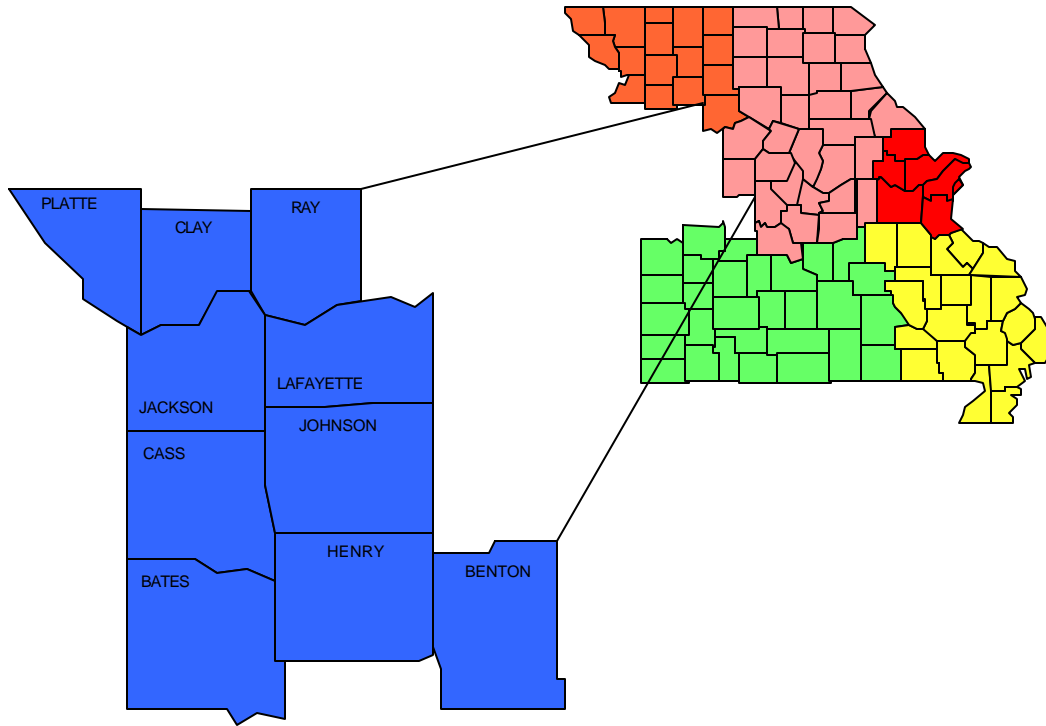 PLATTE
RAY
CLAY
LAFAYETTE
JACKSON
JOHNSON
CASS
HENRY
BENTON
BATES